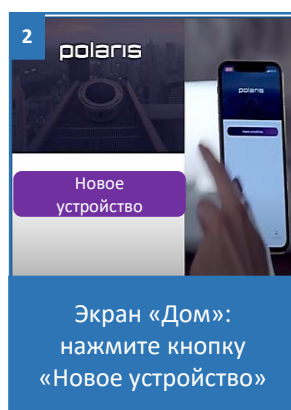 2
polaris
polaris
Новое
устройство
Экран «Дом»:
нажмите кнопку
«Новое устройство»